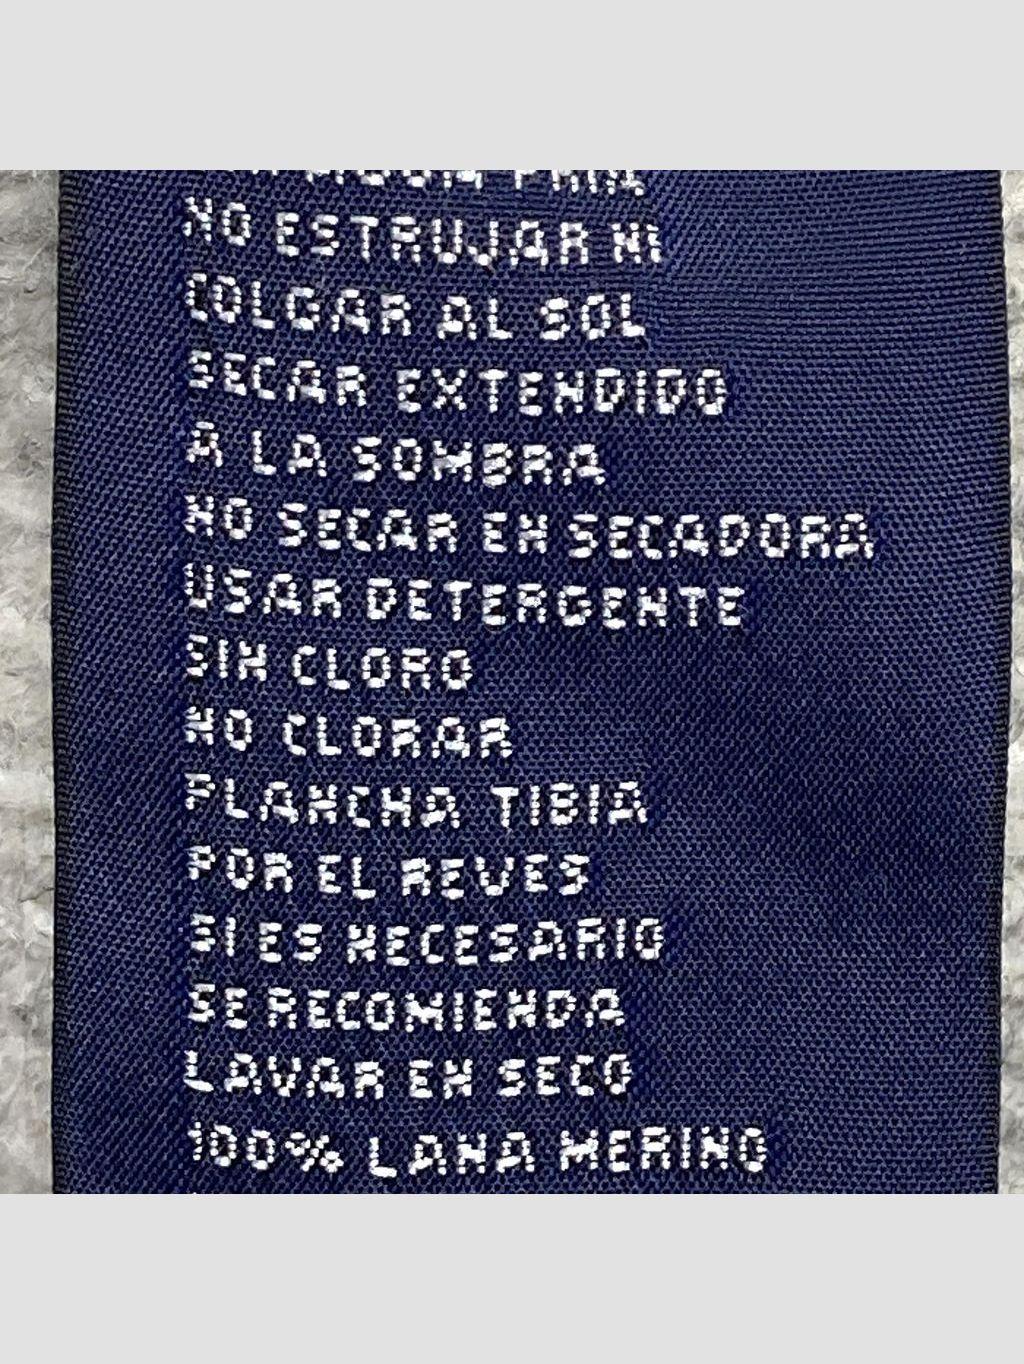 NO ESTRUJAR NI
COLGAR AL SOL
SECAR EXTENDIDO
A LA SOMBRA
NO SECAR EN SECADORA
USAR DETERGENTE
SIN CLORO
NO CLORAR
PLANCHA TIBIA
POR EL REVES
SI ES NECESARIO
SE RECOMIENDA
LAVAR EN SECO
100% LANA MERINO